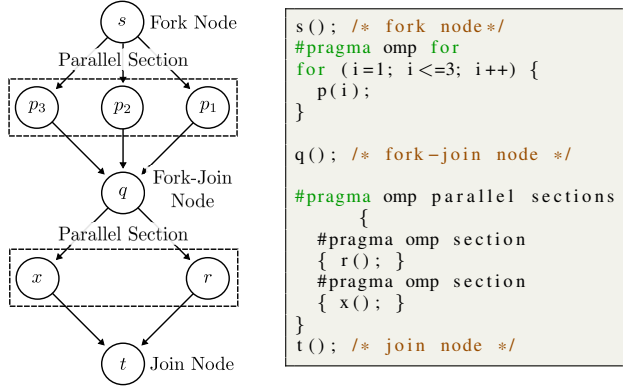 s Fork Node
Parallel Section
p3 p2 p1
q Fork-Join
Node
Parallel Section
x r
t Join Node
s(); /* fork node*/
#pragma omp for
for (i=1; i<=3; i++) {
p(i);
}
q(); /* fork-join node */
#pragma omp parallel sections
{
#pragma omp section
{ r(); }
#pragma omp section
{ x(); }
}
t(); /* join node */